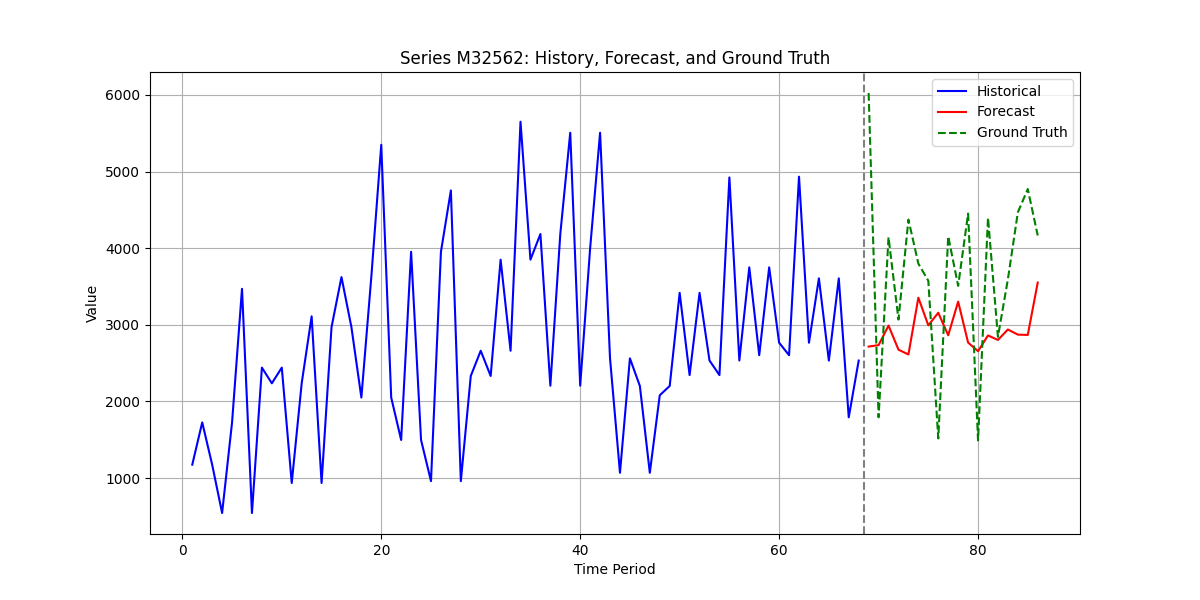 Series M32562: History, Forecast, and Ground Truth
Historical
Forecast
Ground Truth
6000
5000
4000
3000
2000
1000
Value
0
20
40
60
80
Time Period